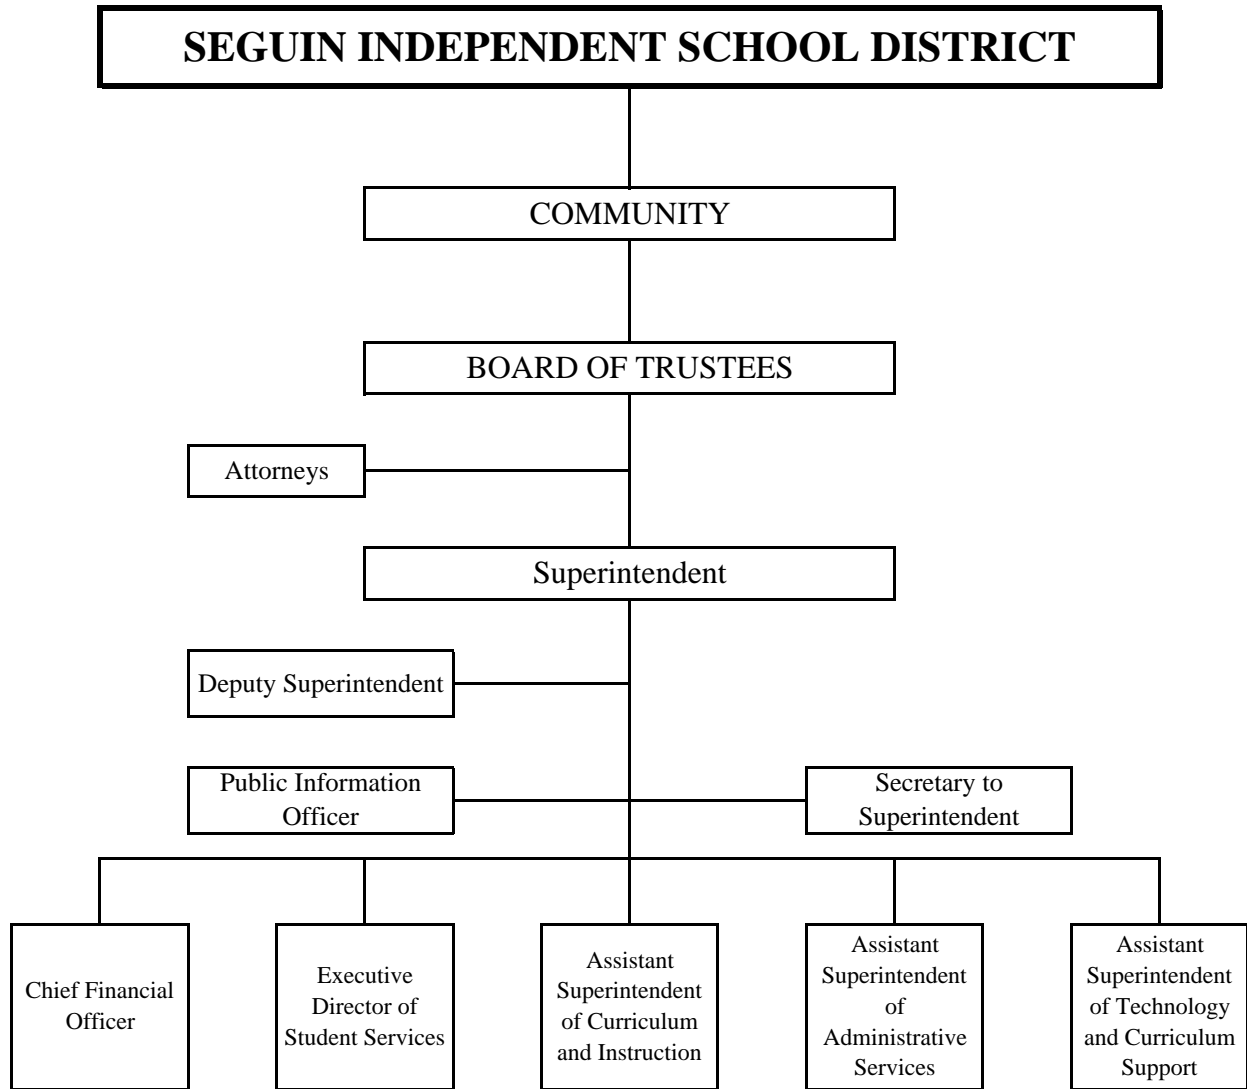 SEGUIN INDEPENDENT SCHOOL DISTRICT
COMMUNITY
BOARD OF TRUSTEES
Attorneys
Superintendent
Deputy Superintendent
Public Information
Officer
Secretary to
Superintendent
Chief Financial
Officer
Executive
Director of
Student Services
Assistant
Superintendent
of Curriculum
and Instruction
Assistant
Superintendent
of
Administrative
Services
Assistant
Superintendent
of Technology
and Curriculum
Support